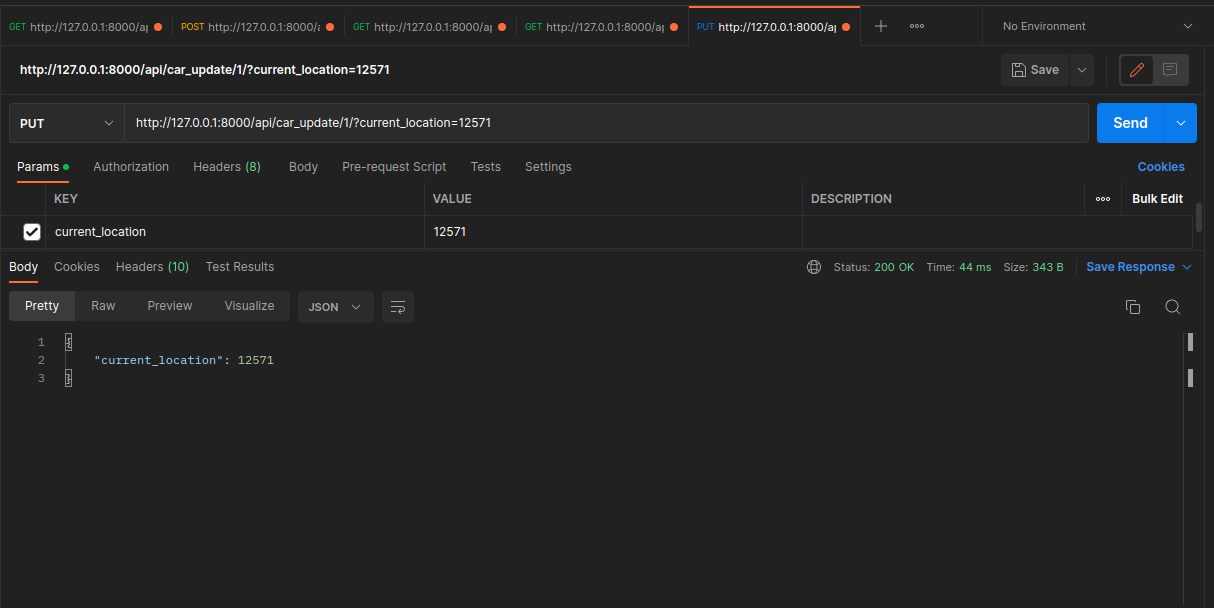 GET http://127.0.0.1:8000/ap POST http://127.0.0.1:8000/a GET http://127.0.0.1:8000/ap GET http://127.0.0.1:8000/ap PUT http://127.0.0.1:8000/ap No Environment
http://127.0.0.1:8000/api/car_update/1/?current_location=12571 Save
PUT http://127.0.0.1:8000/api/car_update/1/?current_location=12571 Send
Params Authorization Headers (8) Body Pre-request Script Tests Settings Cookies
KEY VALUE DESCRIPTION Bulk Edit
current_location 12571
Body Cookies Headers (10) Test Results Status: 200 OK Time: 44 ms Size: 343 B Save Response
Pretty Raw Preview Visualize JSON
1 {
2 "current_location": 12571
3 }